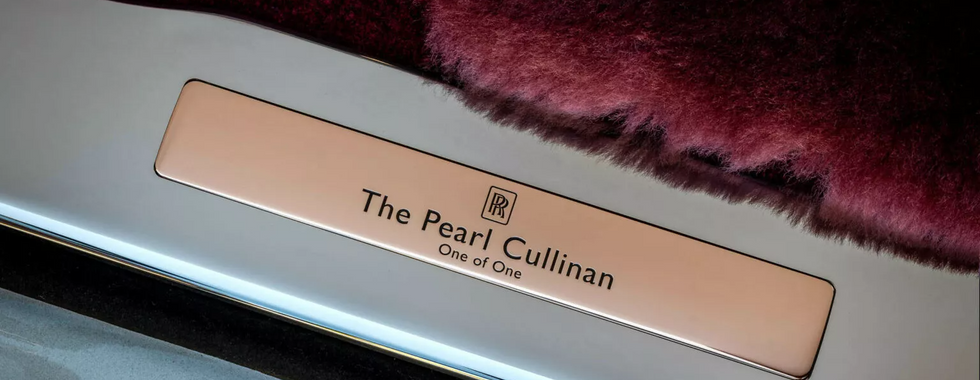 RR
The Pearl Cullinan
One of One